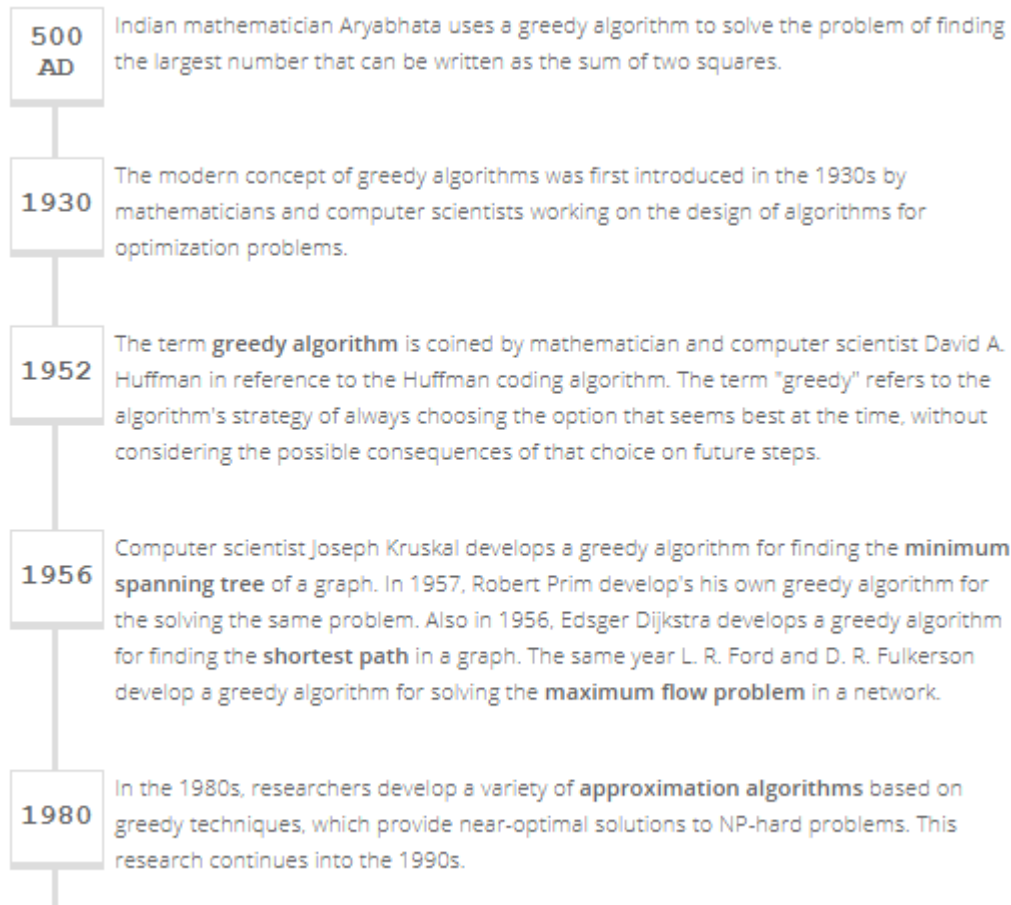 500
AD
Indian mathematician Aryabhata uses a greedy algorithm to solve the problem of finding
the largest number that can be written as the sum of two squares.
1930
The modern concept of greedy algorithms was first introduced in the 1930s by
mathematicians and computer scientists working on the design of algorithms for
optimization problems.
1952
The term greedy algorithm is coined by mathematician and computer scientist David A.
Huffman in reference to the Huffman coding algorithm. The term "greedy" refers to the
algorithm's strategy of always choosing the option that seems best at the time, without
considering the possible consequences of that choice on future steps.
1956
Computer scientist Joseph Kruskal develops a greedy algorithm for finding the minimum
spanning tree of a graph. In 1957, Robert Prim develop's his own greedy algorithm for
the solving the same problem. Also in 1956, Edsger Dijkstra develops a greedy algorithm
for finding the shortest path in a graph. The same year L. R. Ford and D. R. Fulkerson
develop a greedy algorithm for solving the maximum flow problem in a network.
1980
In the 1980s, researchers develop a variety of approximation algorithms based on
greedy techniques, which provide near-optimal solutions to NP-hard problems. This
research continues into the 1990s.